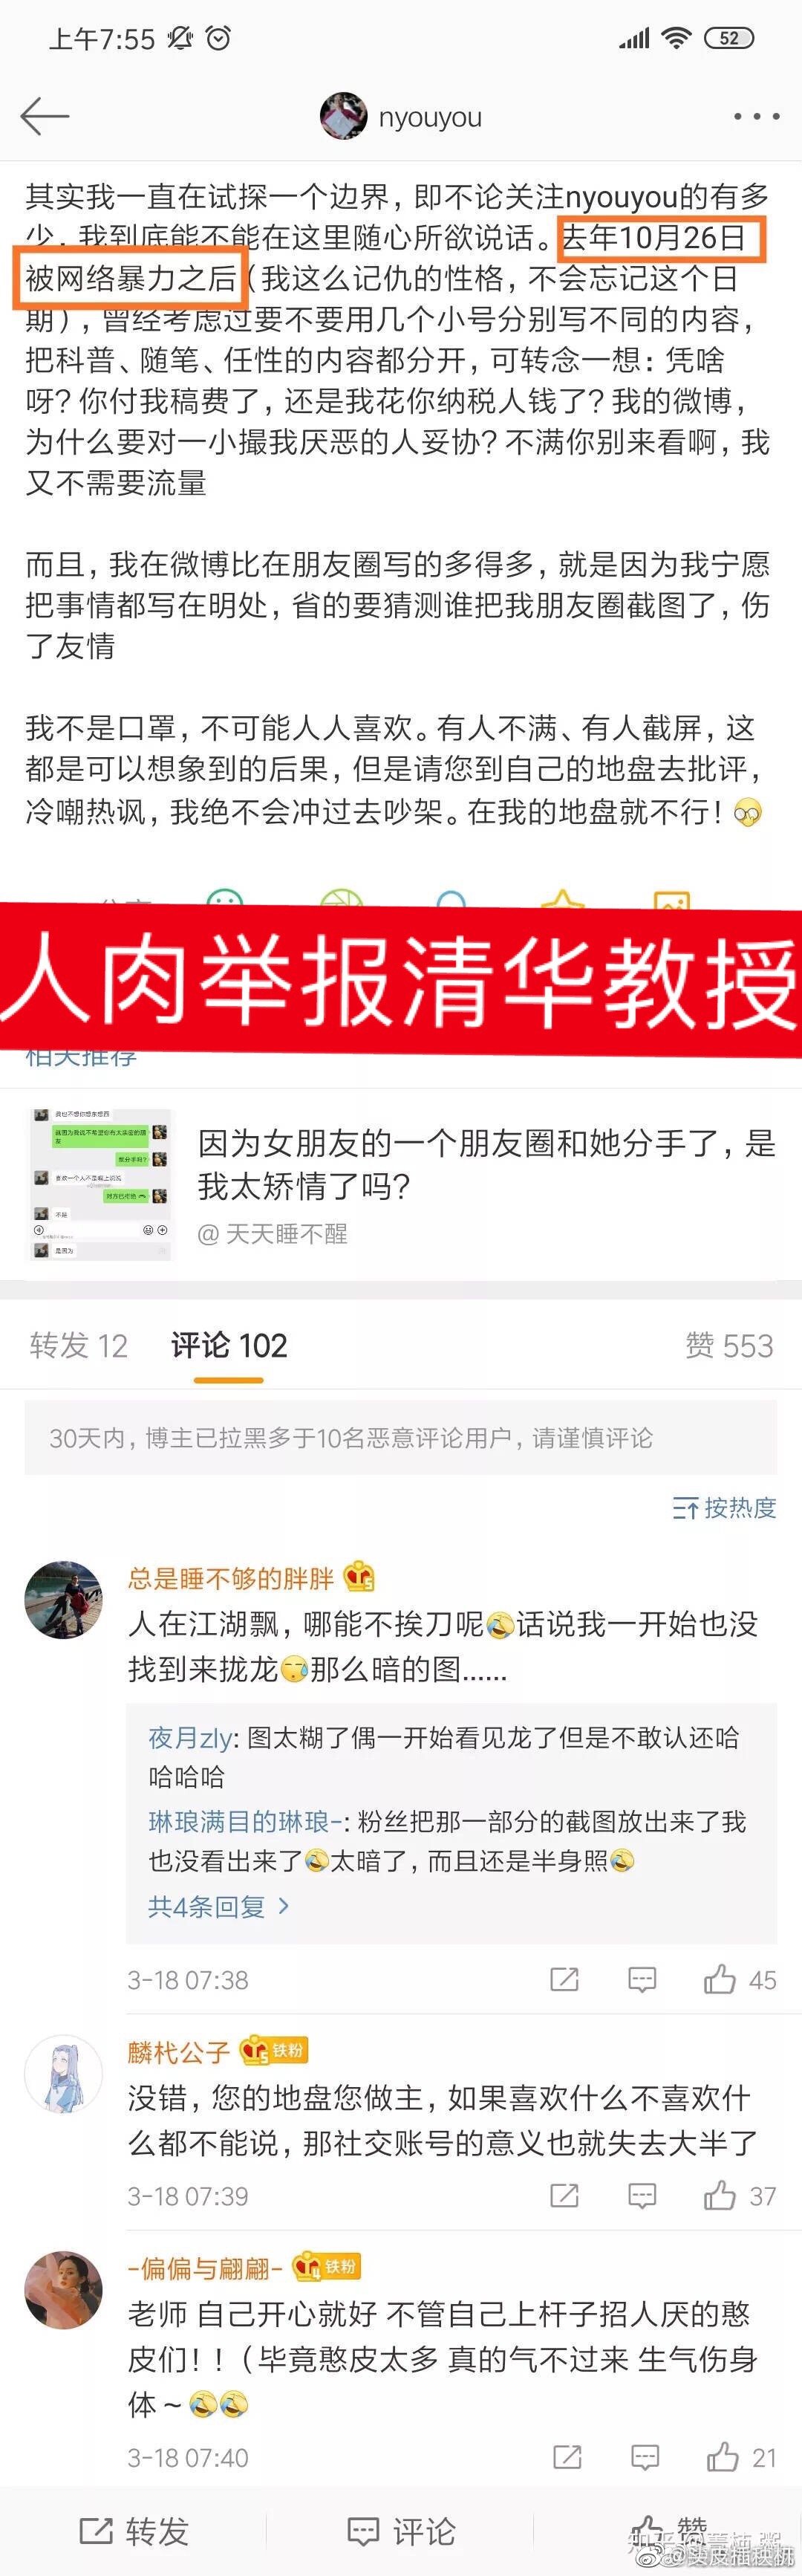 上午7:55
52
nyouyou
其实我一直在试探一个边界，即不论关注nyouyou的有多
少，我到底能不能在这里随心所欲说话。去年10月26日
被网络暴力之后（我这么记仇的性格，不会忘记这个日
期），曾经考虑过要不要用几个小号分别写不同的内容，
把科普、随笔、任性的内容都分开，可转念一想：凭啥
呀？你付我稿费了，还是我花你纳税人钱了？我的微博，
为什么要对一小撮我厌恶的人妥协？不满你别来看啊，我
又不需要流量
而且，我在微博比在朋友圈写的多得多，就是因为我宁愿
把事情都写在明处，省的要猜测谁把我朋友圈截图了，伤
了友情
我不是口罩，不可能人人喜欢。有人不满、有人截屏，这
都是可以想象到的后果，但是请您到自己的地盘去批评，
冷嘲热讽，我绝不会冲过去吵架。在我的地盘就不行！
人肉举报清华教授
相关推荐
因为女朋友的一个朋友圈和她分手了，是
我太矫情了吗？
@ 天天睡不醒
转发 12 评论 102 赞 553
30天内，博主已拉黑多于10名恶意评论用户，请谨慎评论
按热度
总是睡不够的胖胖
人在江湖飘，哪能不挨刀呢话说我一开始也没
找到来拢龙那么暗的图......
夜月zly: 图太糊了偶一开始看见龙了但是不敢认还哈
哈哈哈
琳琅满目的琳琅-: 粉丝把那一部分的截图放出来了我
也没看出来了太暗了，而且还是半身照
共4条回复 >
3-18 07:38 45
麟杙公子 铁粉
没错，您的地盘您做主，如果喜欢什么不喜欢什
么都不能说，那社交账号的意义也就失去大半了
3-18 07:39 37
-偏偏与翩翩- 铁粉
老师 自己开心就好 不管自己上杆子招人厌的憨
皮们！！（毕竟憨皮太多 真的气不过来 生气伤身
体～
3-18 07:40 21
转发 评论 赞